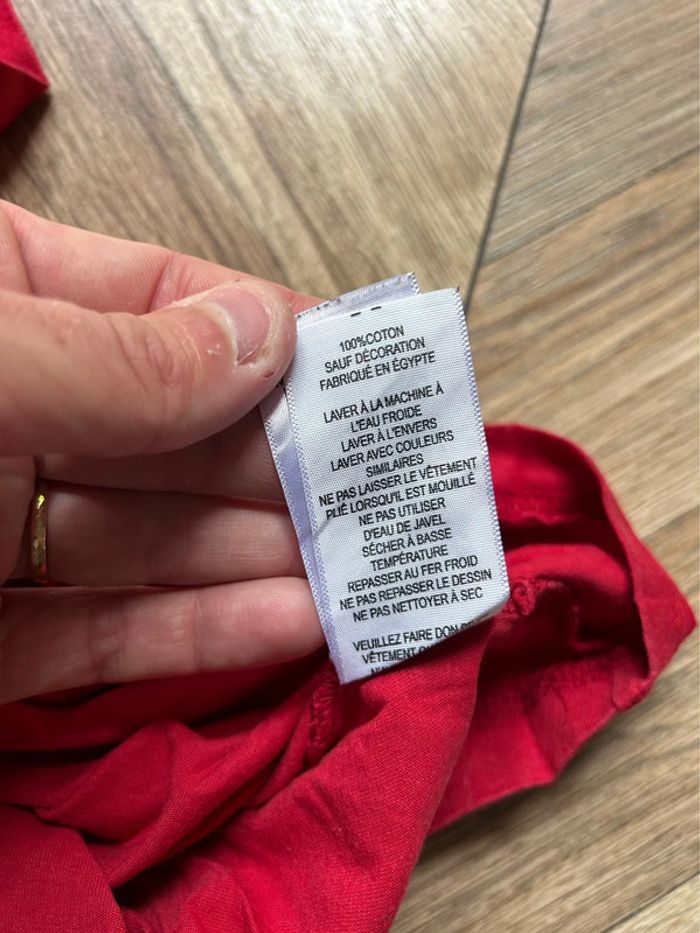 100%COTON
SAUF DÉCORATION
FABRIQUÉ EN ÉGYPTE
LAVER À LA MACHINE À
L'EAU FROIDE
LAVER À L'ENVERS
LAVER AVEC COULEURS
SIMILAIRES
NE PAS LAISSER LE VÊTEMENT
PLIÉ LORSQU'IL EST MOUILLÉ
NE PAS UTILISER
D'EAU DE JAVEL
SÉCHER À BASSE
TEMPÉRATURE
REPASSER AU FER FROID
NE PAS REPASSER LE DESSIN
NE PAS NETTOYER À SEC
VEUILLEZ FAIRE DON
VÊTEMENT